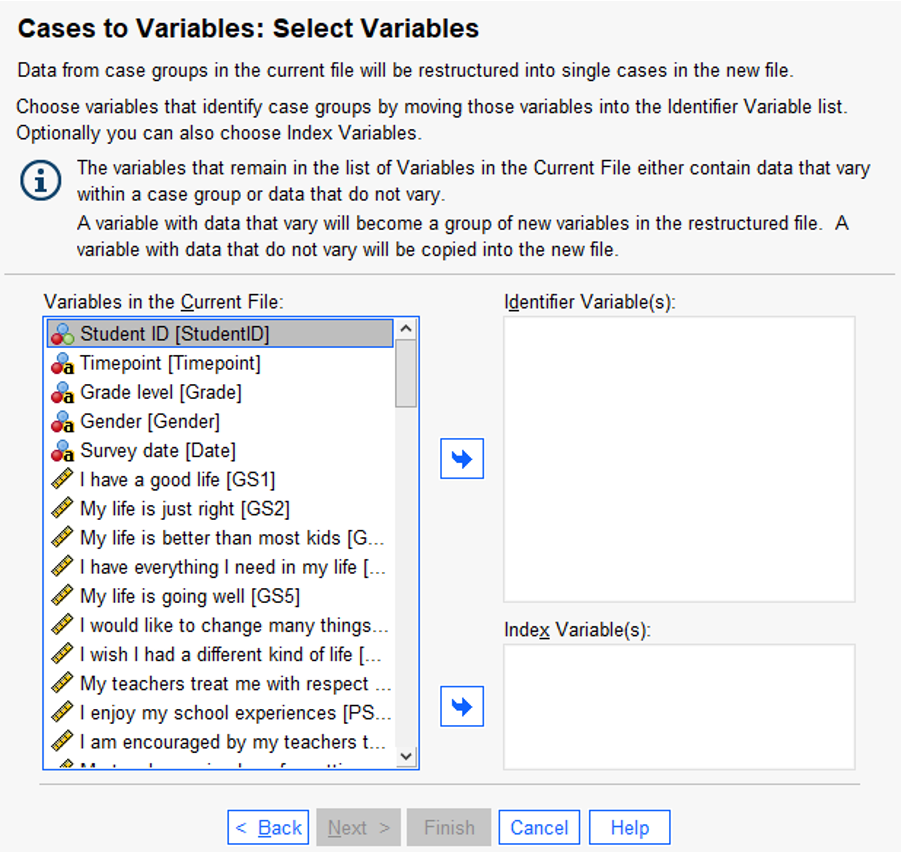 Cases to Variables: Select Variables
Data from case groups in the current file will be restructured into single cases in the new file.
Choose variables that identify case groups by moving those variables into the Identifier Variable list.
Optionally you can also choose Index Variables.
The variables that remain in the list of Variables in the Current File either contain data that vary
within a case group or data that do not vary.
A variable with data that vary will become a group of new variables in the restructured file.  A
variable with data that do not vary will be copied into the new file.
Variables in the Current File:
Student ID [StudentID]
Timepoint [Timepoint]
Grade level [Grade]
Gender [Gender]
Survey date [Date]
I have a good life [GS1]
My life is just right [GS2]
My life is better than most kids [G...
I have everything I need in my life [...
My life is going well [GS5]
I would like to change many things...
I wish I had a different kind of life [...
My teachers treat me with respect ...
I enjoy my school experiences [PS...
I am encouraged by my teachers t...
Identifier Variable(s):
Index Variable(s):
< Back
Next >
Finish
Cancel
Help